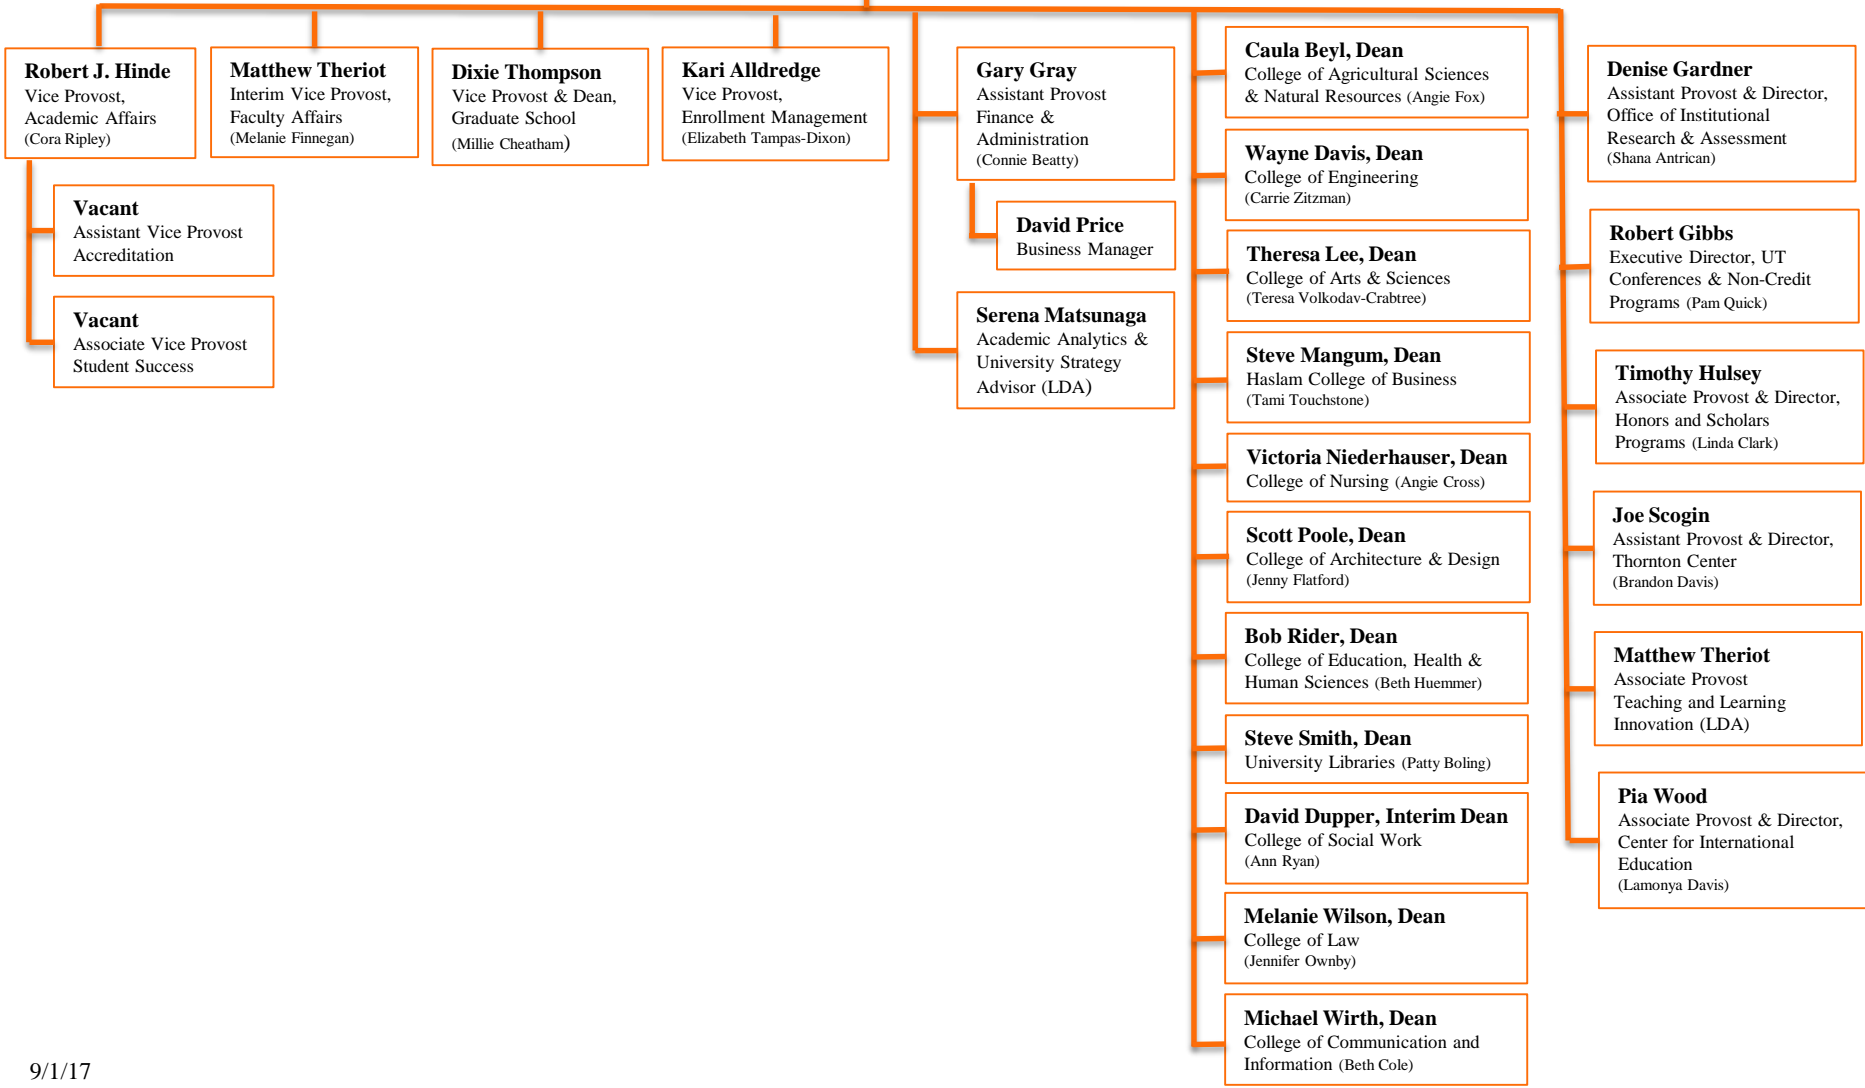 Robert J. Hinde
Vice Provost,
Academic Affairs
(Cora Ripley)
Vacant
Assistant Vice Provost
Accreditation
Vacant
Associate Vice Provost
Student Success
Matthew Theriot
Interim Vice Provost,
Faculty Affairs
(Melanie Finnegan)
Dixie Thompson
Vice Provost & Dean,
Graduate School
(Millie Cheatham)
Kari Alldredge
Vice Provost,
Enrollment Management
(Elizabeth Tampas-Dixon)
Gary Gray
Assistant Provost
Finance &
Administration
(Connie Beatty)
David Price
Business Manager
Serena Matsunaga
Academic Analytics &
University Strategy
Advisor (LDA)
Caula Beyl, Dean
College of Agricultural Sciences
& Natural Resources (Angie Fox)
Wayne Davis, Dean
College of Engineering
(Carrie Zitzman)
Theresa Lee, Dean
College of Arts & Sciences
(Teresa Volkodav-Crabtree)
Steve Mangum, Dean
Haslam College of Business
(Tami Touchstone)
Victoria Niederhauser, Dean
College of Nursing (Angie Cross)
Scott Poole, Dean
College of Architecture & Design
(Jenny Flatford)
Bob Rider, Dean
College of Education, Health &
Human Sciences (Beth Huemmer)
Steve Smith, Dean
University Libraries (Patty Boling)
David Dupper, Interim Dean
College of Social Work
(Ann Ryan)
Melanie Wilson, Dean
College of Law
(Jennifer Ownby)
Michael Wirth, Dean
College of Communication and
Information (Beth Cole)
Denise Gardner
Assistant Provost & Director,
Office of Institutional
Research & Assessment
(Shana Antrican)
Robert Gibbs
Executive Director, UT
Conferences & Non-Credit
Programs (Pam Quick)
Timothy Hulsey
Associate Provost & Director,
Honors and Scholars
Programs (Linda Clark)
Joe Scogin
Assistant Provost & Director,
Thornton Center
(Brandon Davis)
Matthew Theriot
Associate Provost
Teaching and Learning
Innovation (LDA)
Pia Wood
Associate Provost & Director,
Center for International
Education
(Lamonya Davis)
9/1/17